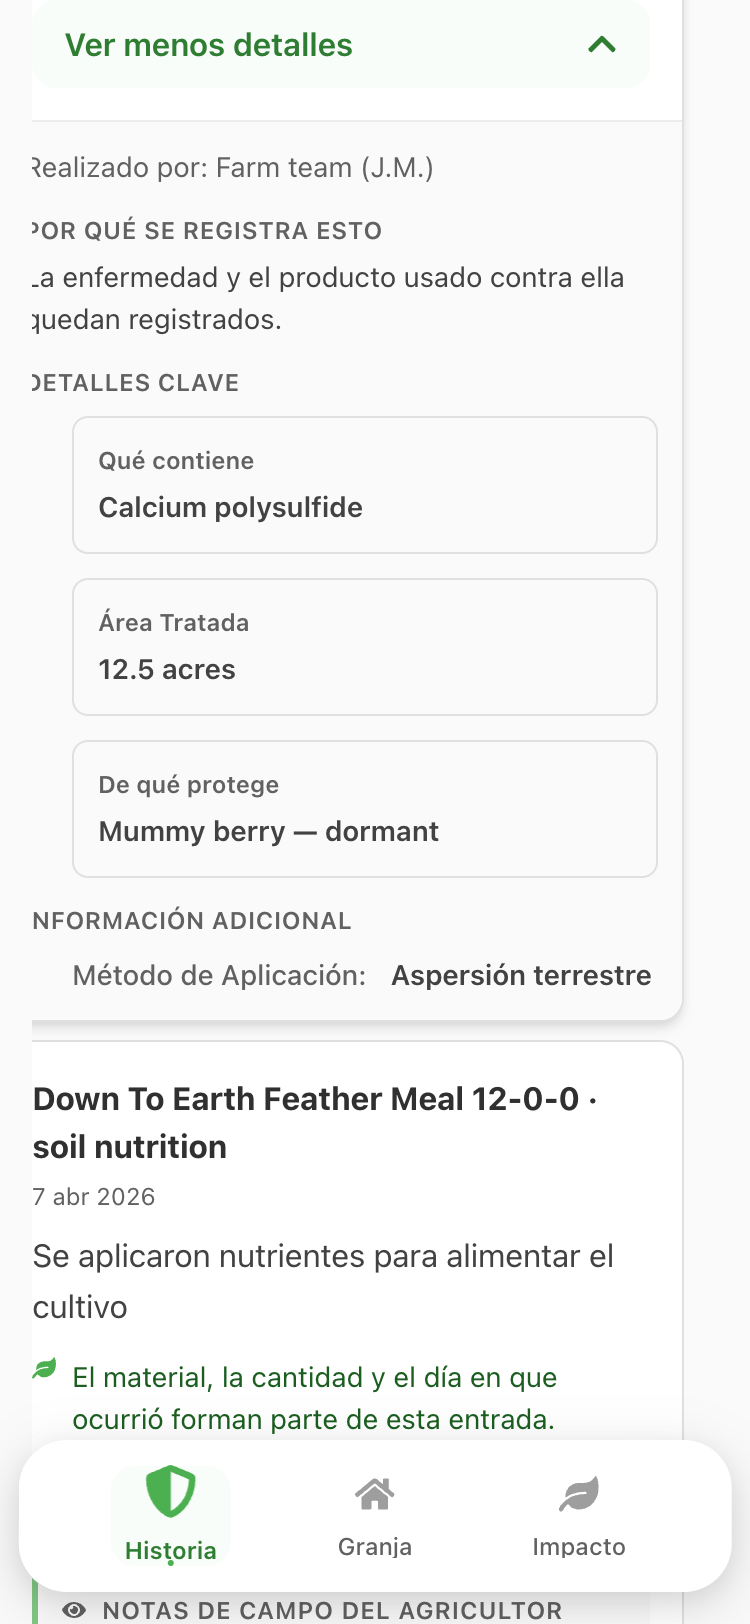 Ver menos detalles
Realizado por: Farm team (J.M.)
POR QUÉ SE REGISTRA ESTO
La enfermedad y el producto usado contra ella
quedan registrados.
DETALLES CLAVE
Qué contiene
Calcium polysulfide
Área Tratada
12.5 acres
De qué protege
Mummy berry — dormant
NFORMACIÓN ADICIONAL
Método de Aplicación: Aspersión terrestre
Down To Earth Feather Meal 12-0-0 ·
soil nutrition
7 abr 2026
Se aplicaron nutrientes para alimentar el
cultivo
El material, la cantidad y el día en que
ocurrió forman parte de esta entrada.
Historia
Granja
Impacto
NOTAS DE CAMPO DEL AGRICULTOR